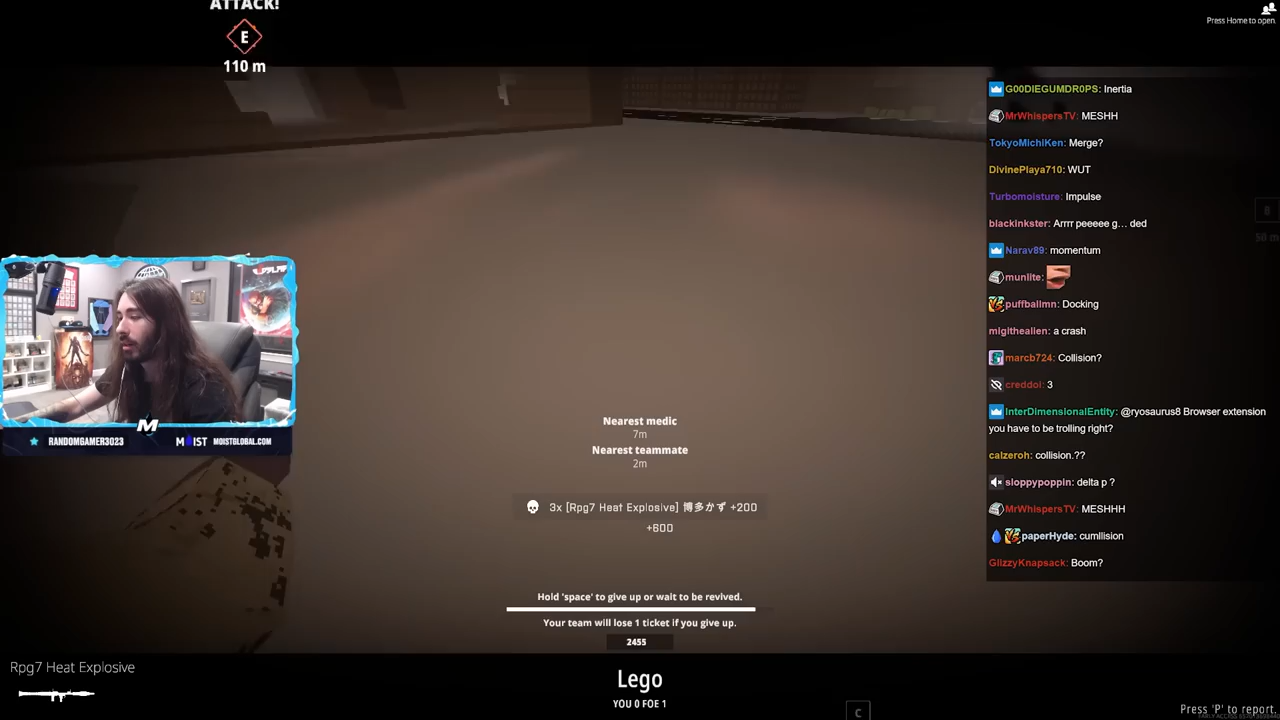 ATTACK!
E
110 m
Press Home to open.
G00DIEGUMDR0PS: Inertia
MrWhispersTV: MESHH
TokyoMichiKen: Merge?
DivinePlaya710: WUT
Turbomoisture: Impulse
blackinkster: Arrrr peeeee g… ded
Narav89: momentum
munlite:
puffballmn: Docking
migithealien: a crash
marcb724: Collision?
creddol: 3
InterDimensionalEntity: @ryosaurus8 Browser extension
you have to be trolling right?
calzeroh: collision.??
sloppypoppin: delta p ?
MrWhispersTV: MESHHH
paperHyde: cumllision
GlizzyKnapsack: Boom?
M
RANDOMGAMER3023
MOIST MOISTGLOBAL.COM
Nearest medic
7m
Nearest teammate
2m
3x [Rpg7 Heat Explosive] 博多かず +200
+600
Hold 'space' to give up or wait to be revived.
Your team will lose 1 ticket if you give up.
2455
Rpg7 Heat Explosive
Lego
YOU 0 FOE 1
C
Press 'P' to report.